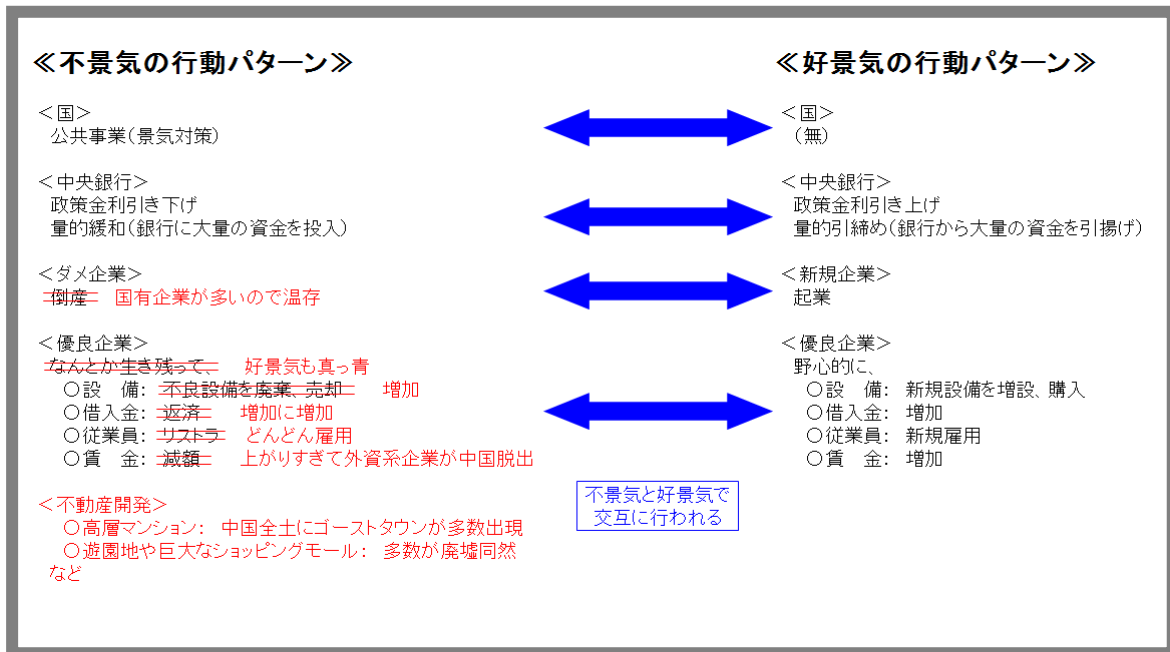 ≪不景気の行動パターン≫
＜国＞
公共事業(景気対策)
＜中央銀行＞
政策金利引き下げ
量的緩和(銀行に大量の資金を投入)
＜ダメ企業＞
倒産 国有企業が多いので温存
＜優良企業＞
なんとか生き残って、 好景気も真っ青
○設 備： 不良設備を廃棄、売却 増加
○借入金： 返済 増加に増加
○従業員： リストラ どんどん雇用
○賃 金： 減額 上がりすぎて外資系企業が中国脱出
＜不動産開発＞
○高層マンション： 中国全土にゴーストタウンが多数出現
○遊園地や巨大なショッピングモール： 多数が廃墟同然
など
不景気と好景気で
交互に行われる
≪好景気の行動パターン≫
＜国＞
(無)
＜中央銀行＞
政策金利引き上げ
量的引締め(銀行から大量の資金を引揚げ)
＜新規企業＞
起業
＜優良企業＞
野心的に、
○設 備： 新規設備を増設、購入
○借入金： 増加
○従業員： 新規雇用
○賃 金： 増加